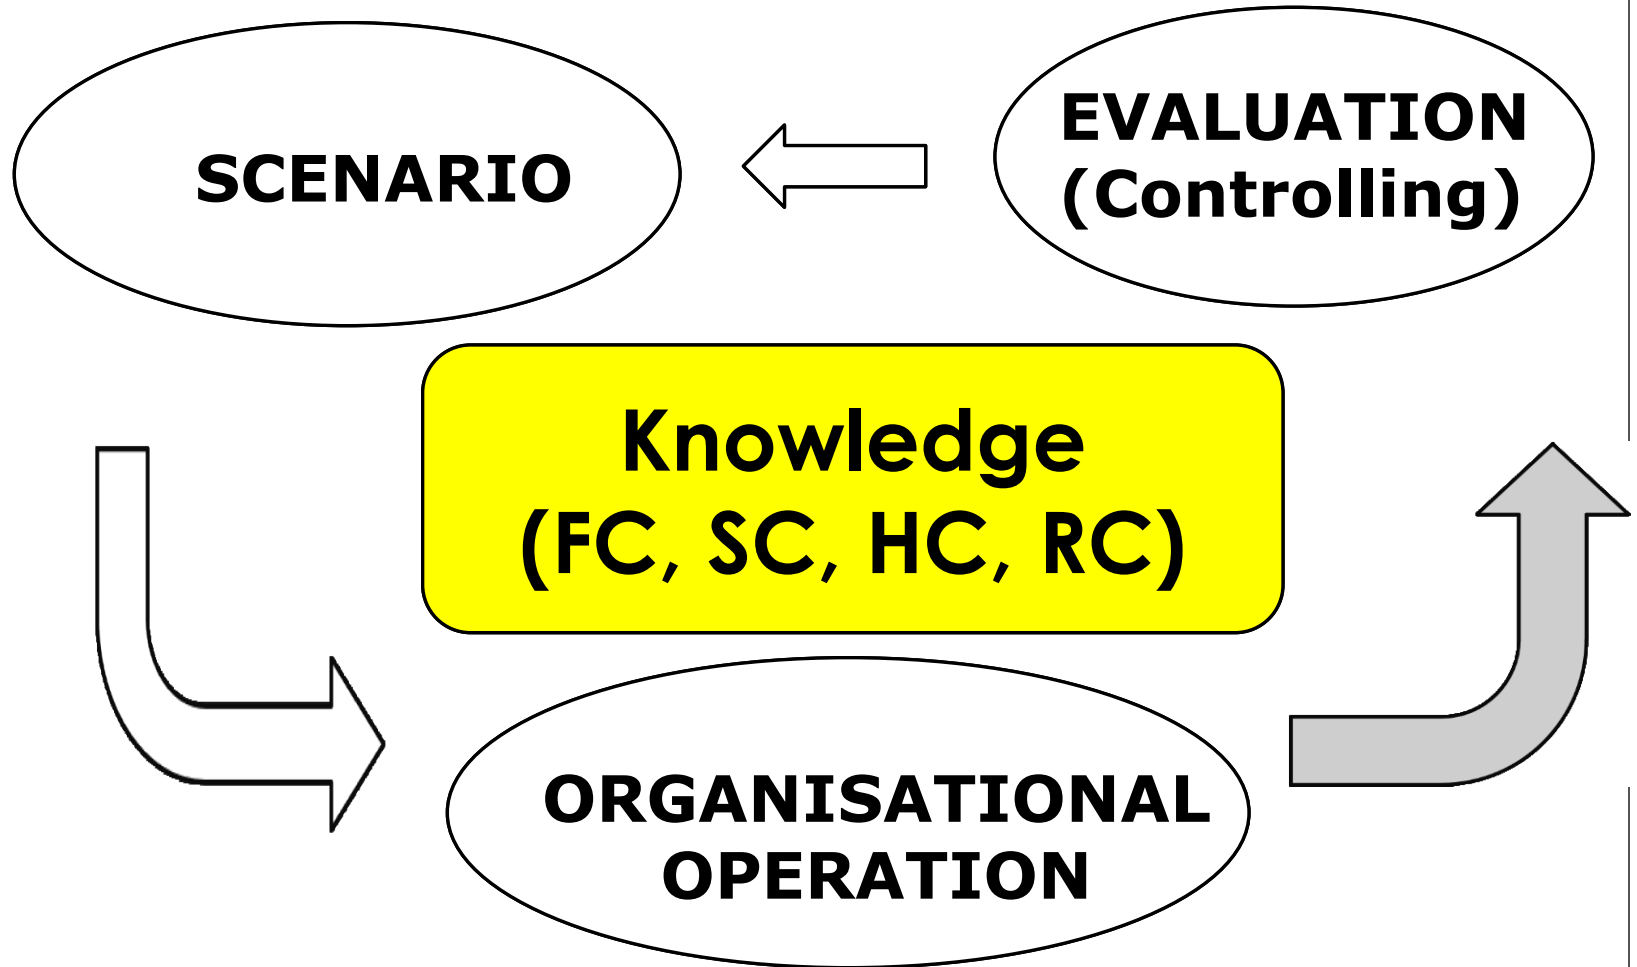 SCENARIO
EVALUATION
(Controlling)
Knowledge
(FC, SC, HC, RC)
ORGANISATIONAL
OPERATION